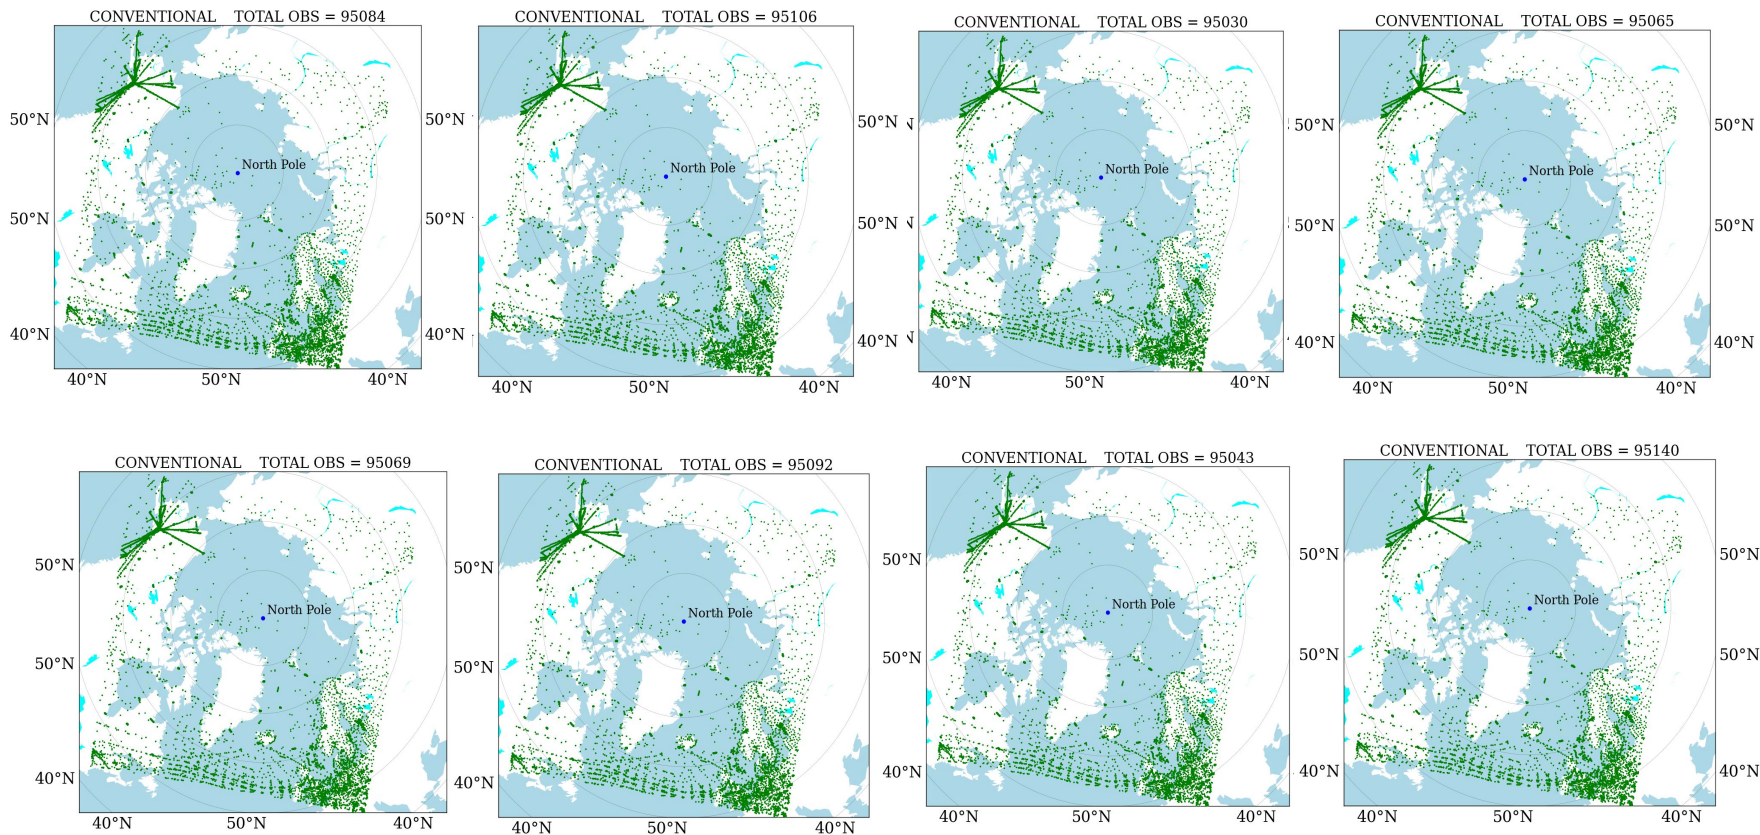 CONVENTIONAL TOTAL OBS = 95084
CONVENTIONAL TOTAL OBS = 95106
CONVENTIONAL TOTAL OBS = 95030
CONVENTIONAL TOTAL OBS = 95065
50°N
50°N
50°N
50°N
50°N
North Pole
North Pole
North Pole
North Pole
50°N
50°N
50°N
50°N
50°N
40°N
40°N
40°N
40°N
40°N
40°N
50°N
40°N
40°N
50°N
40°N
40°N
50°N
40°N
40°N
50°N
40°N
CONVENTIONAL TOTAL OBS = 95069
CONVENTIONAL TOTAL OBS = 95092
CONVENTIONAL TOTAL OBS = 95043
CONVENTIONAL TOTAL OBS = 95140
50°N
50°N
50°N
50°N
50°N
North Pole
North Pole
North Pole
North Pole
50°N
50°N
50°N
50°N
50°N
40°N
40°N
40°N
40°N
40°N
40°N
50°N
40°N
40°N
50°N
40°N
40°N
50°N
40°N
40°N
50°N
40°N